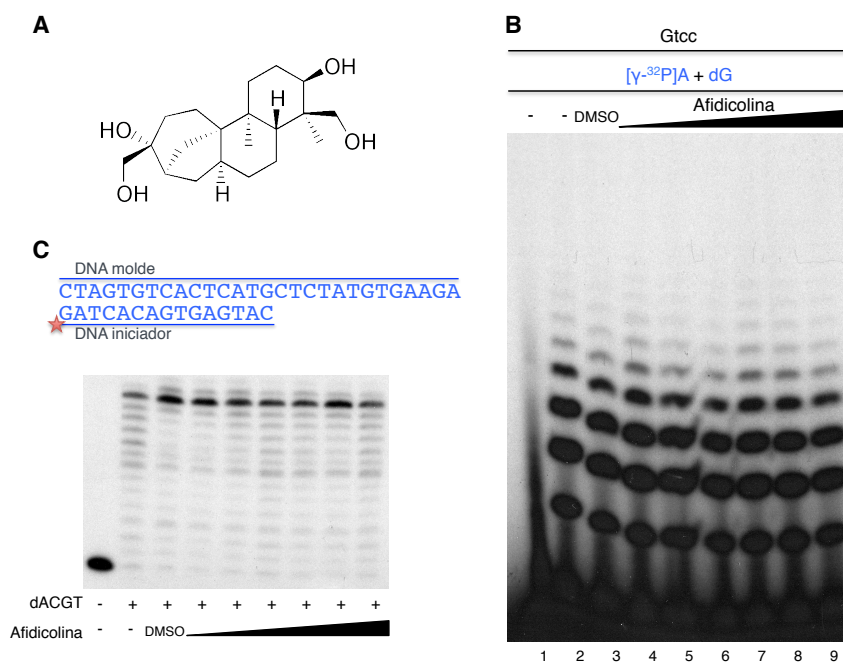 A
OH
H
HO
OH
OH
H
B
Gtcc
[γ-³²P]A + dG
Afidicolina
- - DMSO
1 2 3 4 5 6 7 8 9
C
DNA molde
CTAGTGTCACTCATGCTCTATGTGAAGA
GATCACAGTGAGTAC
DNA iniciador
dACGT - + + + + + + + +
Afidicolina - - DMSO